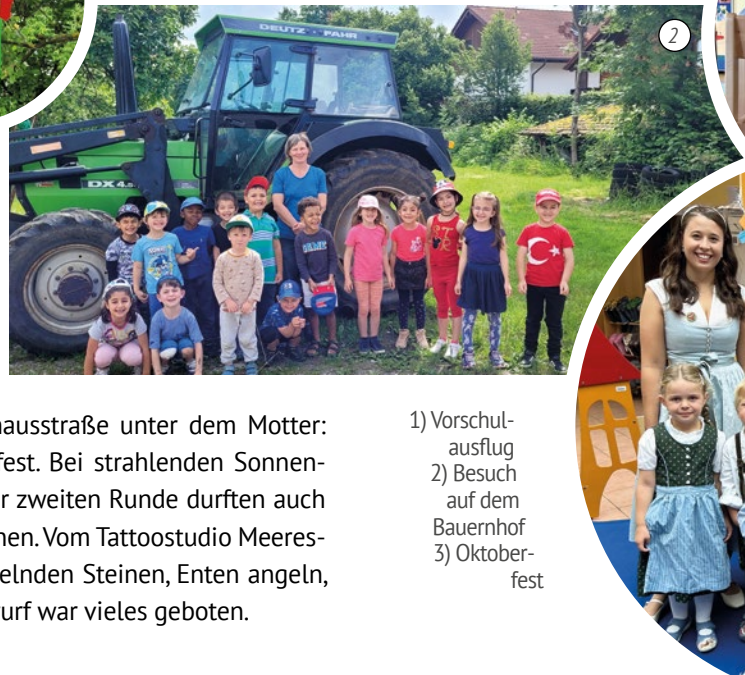 DEUTZ-FAHR
2
DX 4.5
hausstraße unter dem Motter:
fest. Bei strahlenden Sonnen-
r zweiten Runde durften auch
nen. Vom Tattoostudio Meeres-
elnden Steinen, Enten angeln,
urf war vieles geboten.
1) Vorschul-
ausflug
2) Besuch
auf dem
Bauernhof
3) Oktober-
fest